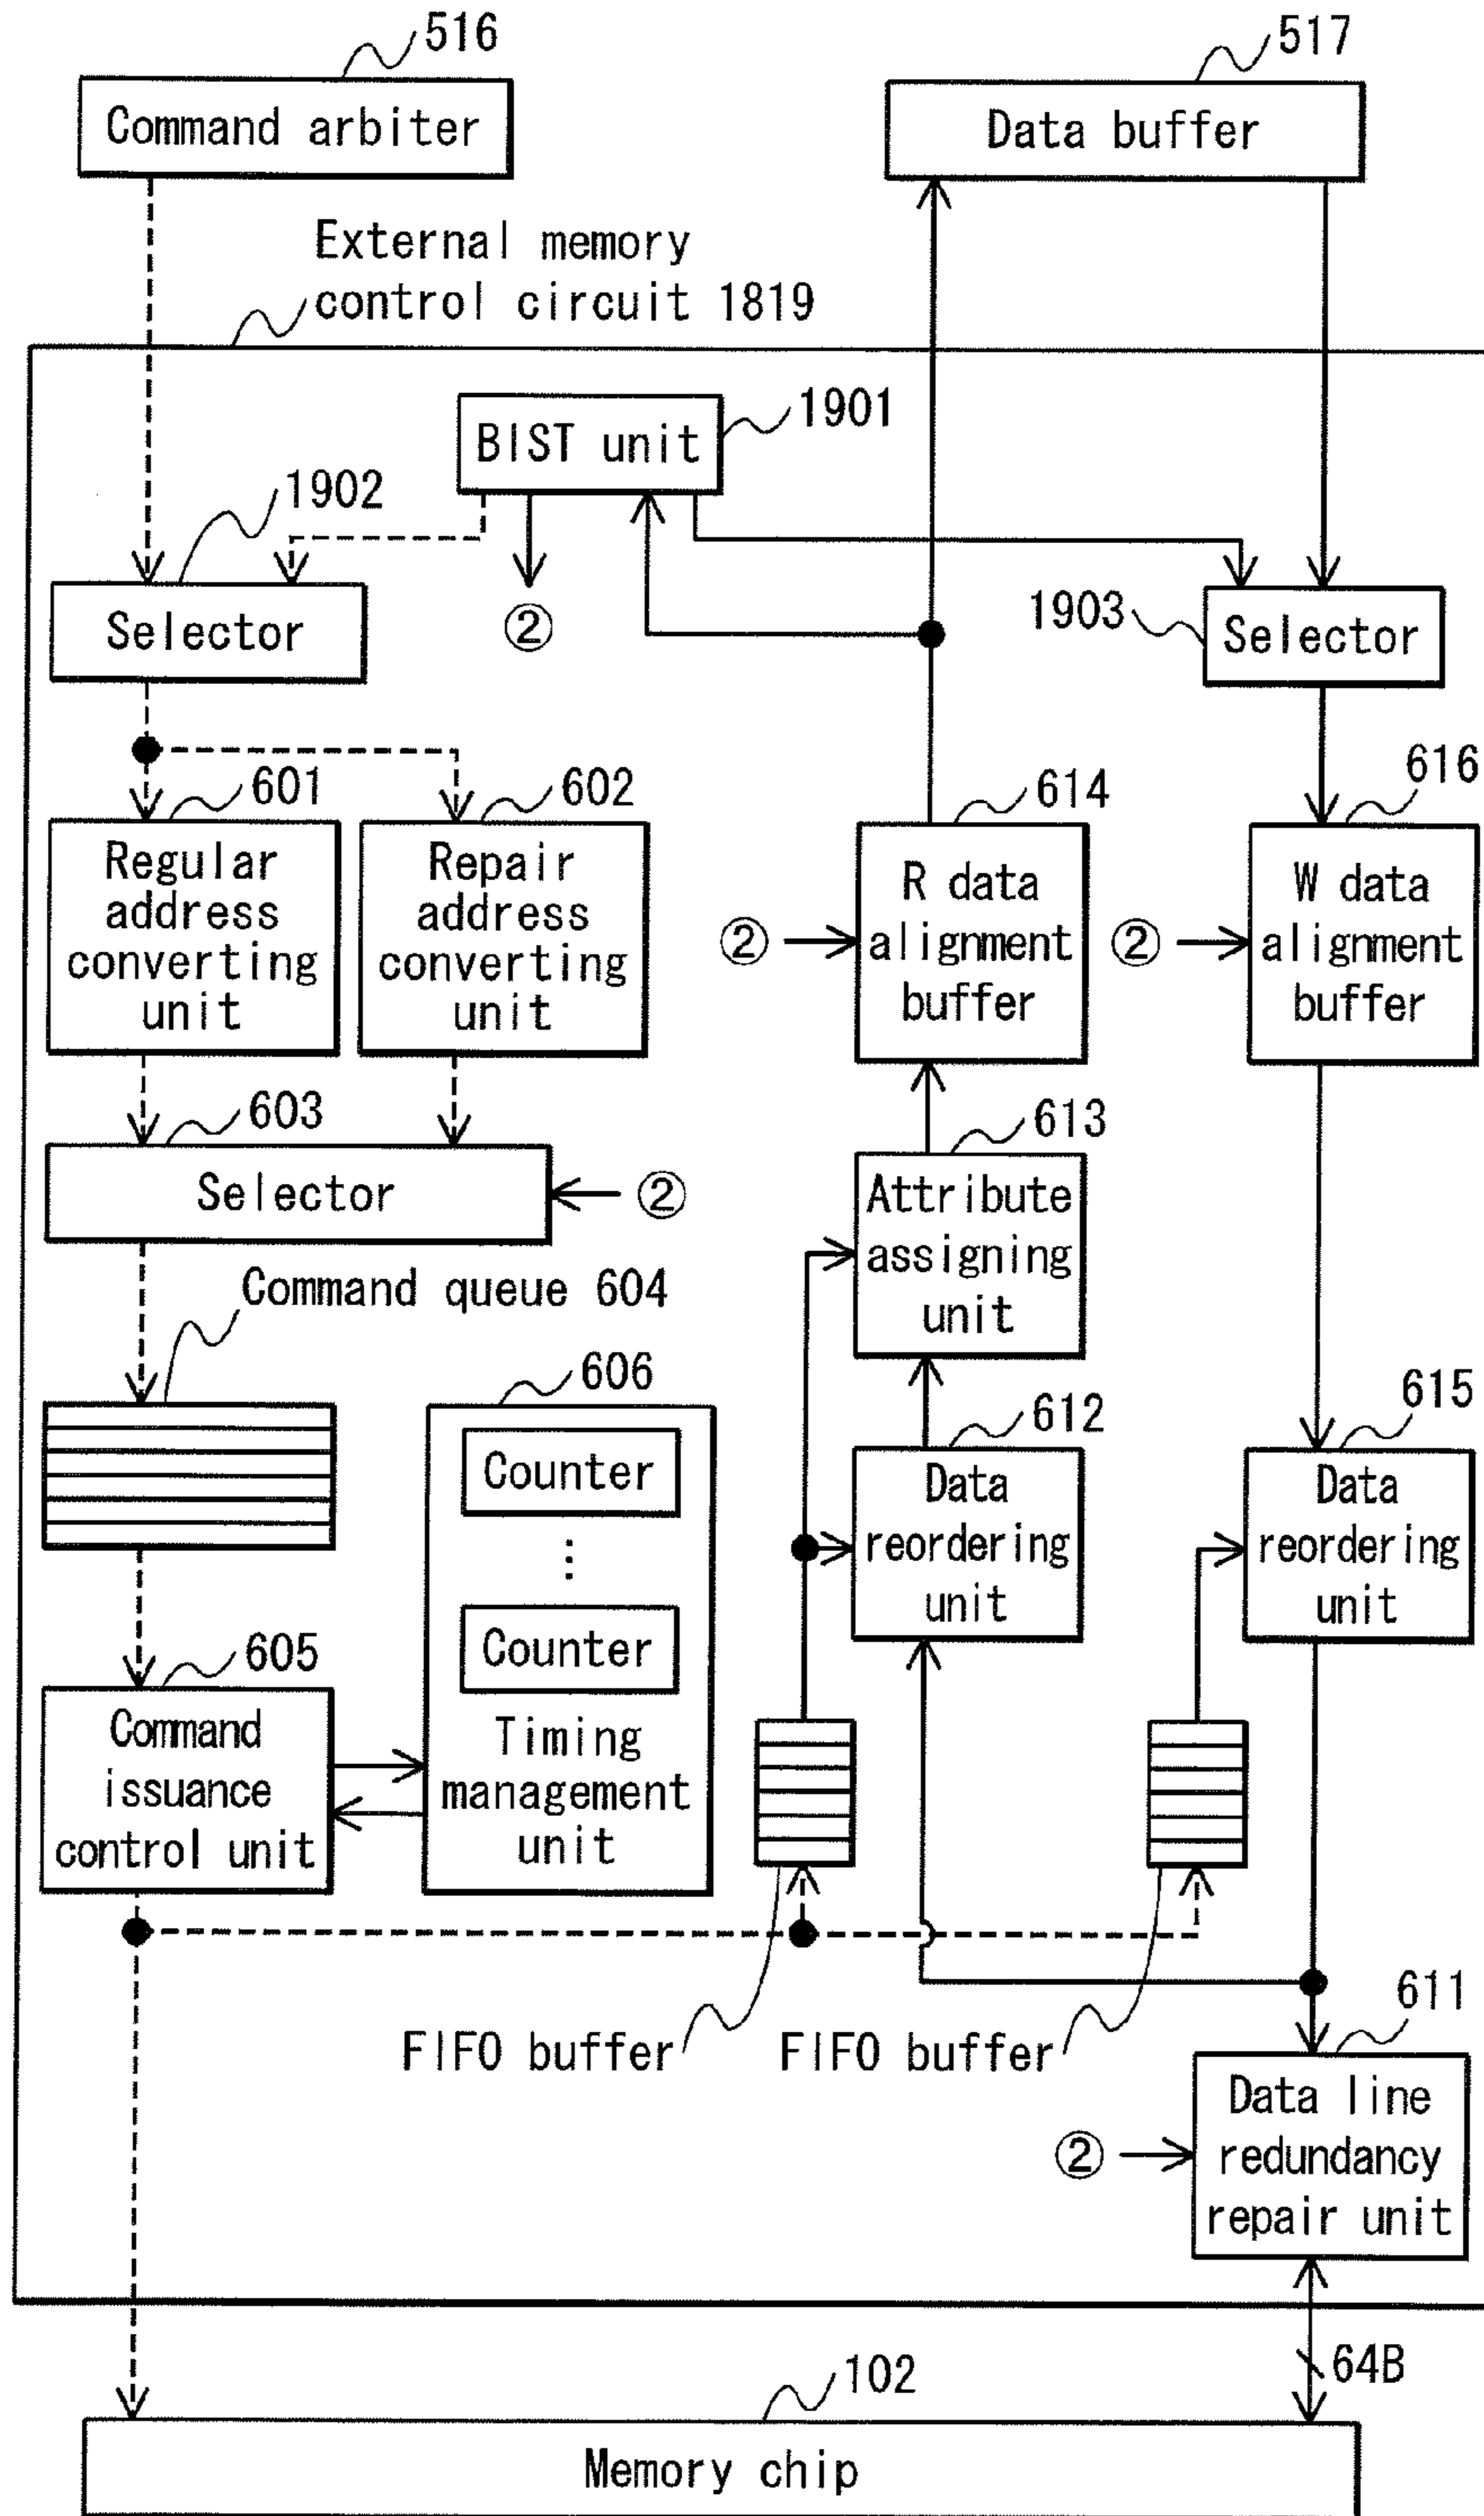 516
Command arbiter
517
Data buffer
External memory
control circuit 1819
1901
BIST unit
1902
Selector
②
1903
Selector
601
Regular
address
converting
unit
602
Repair
address
converting
unit
614
②
R data
alignment
buffer
616
②
W data
alignment
buffer
603
Selector
②
613
Attribute
assigning
unit
Command queue 604
606
Counter
⋮
Counter
Timing
management
unit
612
Data
reordering
unit
615
Data
reordering
unit
605
Command
issuance
control unit
FIFO buffer
FIFO buffer
611
②
Data line
redundancy
repair unit
64B
102
Memory chip